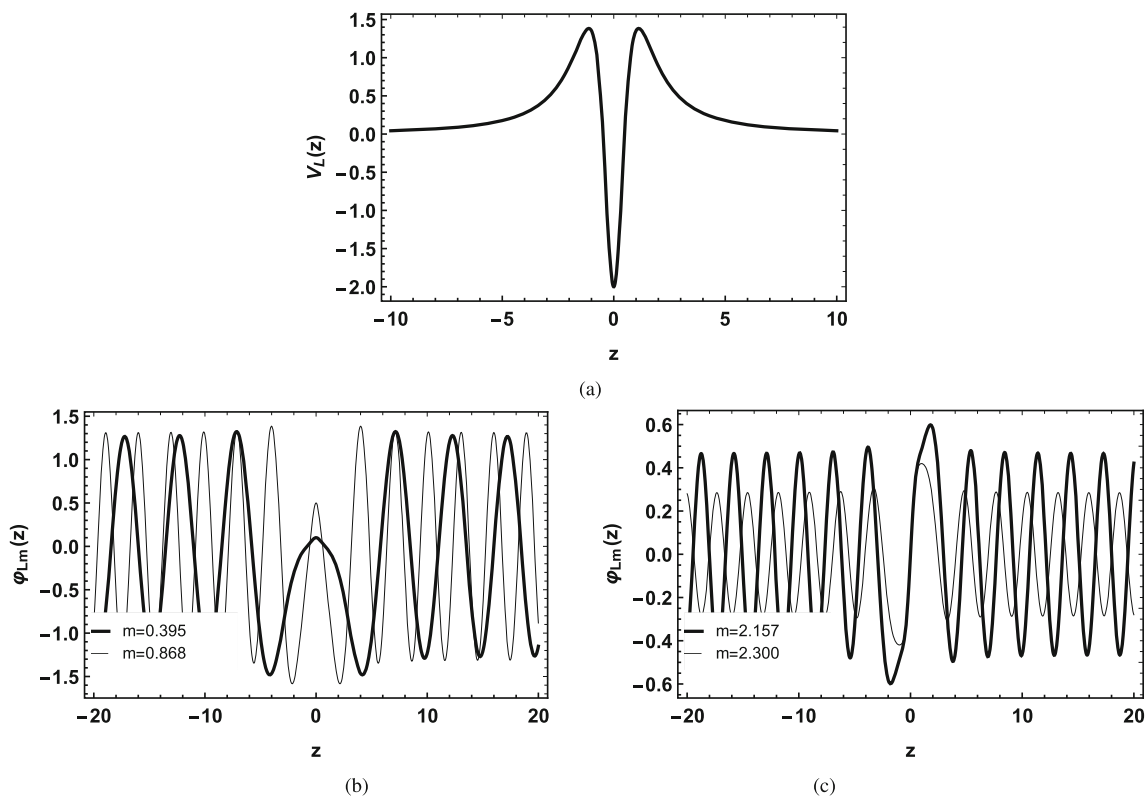 1.5
1.0
0.5
0.0
−0.5
−1.0
−1.5
−2.0
V_L(z)
−10 −5 0 5 10
z
(a)
1.5
1.0
0.5
0.0
−0.5
−1.0
−1.5
φ_Lm(z)
m=0.395
m=0.868
−20 −10 0 10 20
z
(b)
0.6
0.4
0.2
0.0
−0.2
−0.4
−0.6
φ_Lm(z)
m=2.157
m=2.300
−20 −10 0 10 20
z
(c)